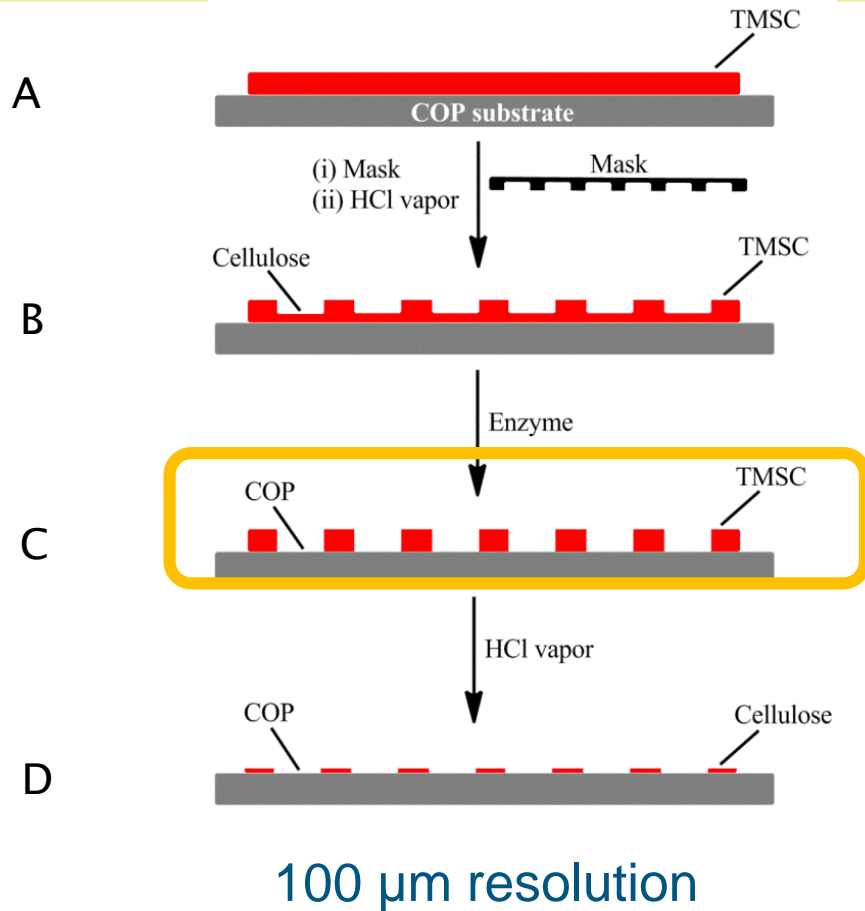 TMSC
A
COP substrate
(i) Mask
(ii) HCl vapor
Mask
Cellulose
TMSC
B
Enzyme
COP
TMSC
C
HCl vapor
COP
Cellulose
D
100 µm resolution